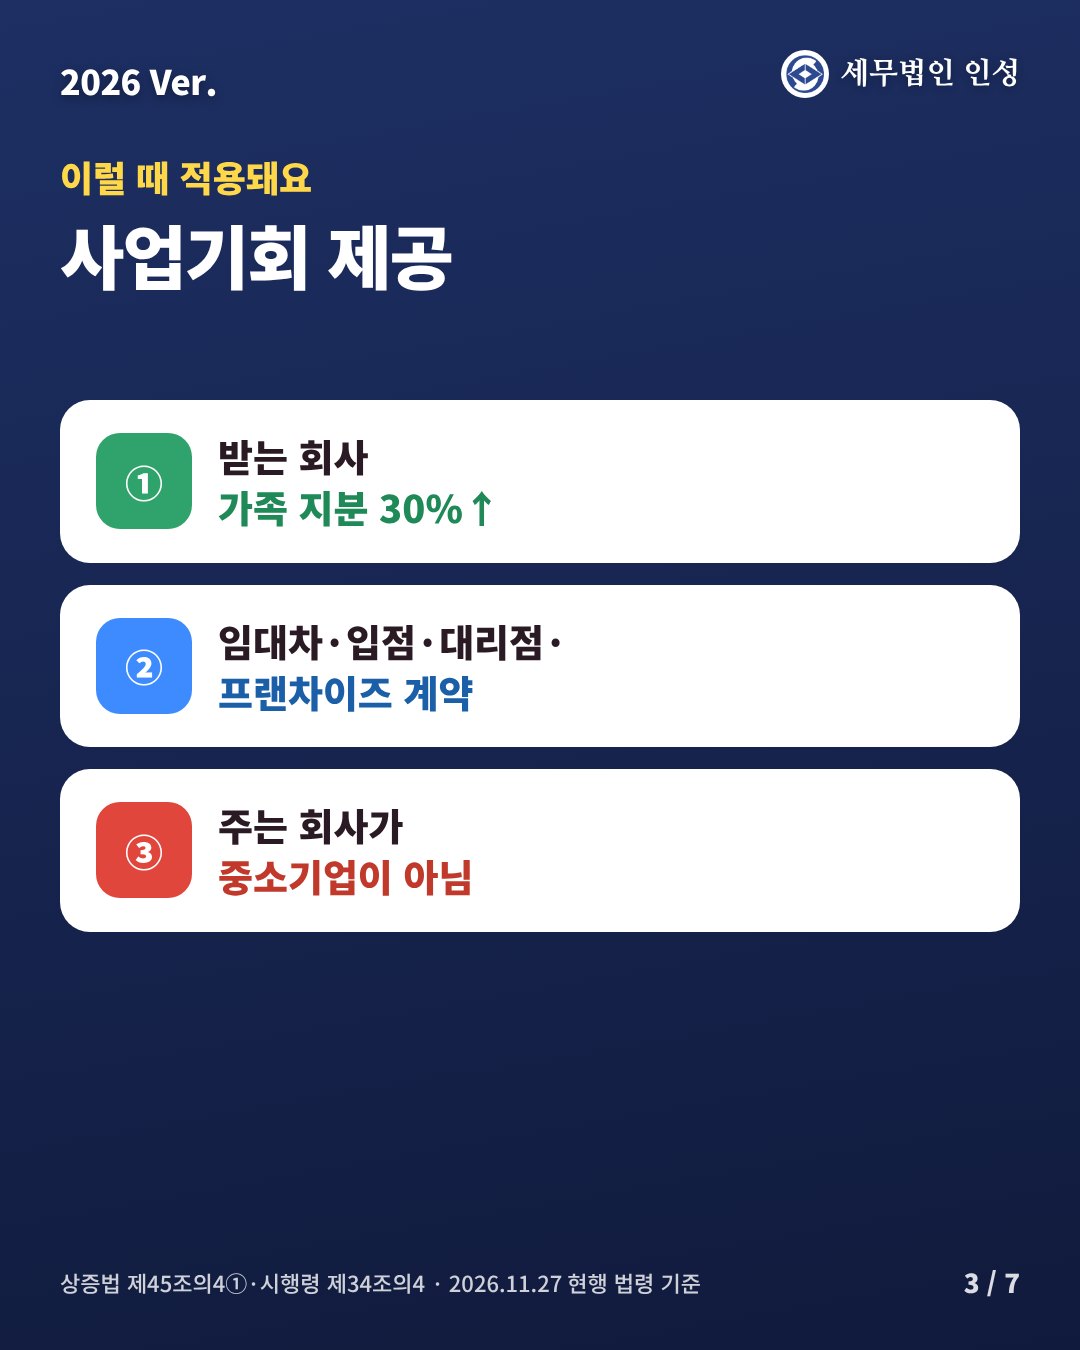 2026 Ver.
세무법인 인성
이럴 때 적용돼요
사업기회 제공
①
받는 회사
가족 지분 30%↑
②
임대차·입점·대리점·
프랜차이즈 계약
③
주는 회사가
중소기업이 아님
상증법 제45조의4①·시행령 제34조의4 · 2026.11.27 현행 법령 기준
3 / 7